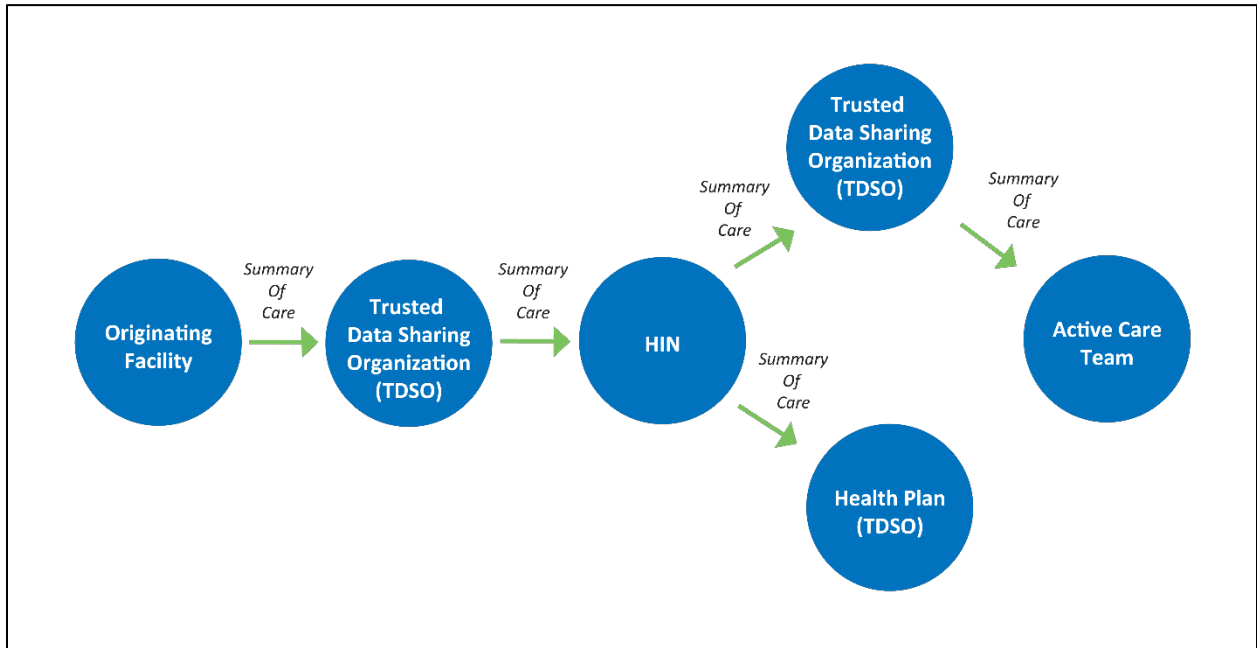 Originating
Facility
Summary
Of
Care
Trusted
Data Sharing
Organization
(TDSO)
Summary
Of
Care
HIN
Summary
Of
Care
Trusted
Data Sharing
Organization
(TDSO)
Summary
Of
Care
Active Care
Team
Summary
Of
Care
Health Plan
(TDSO)